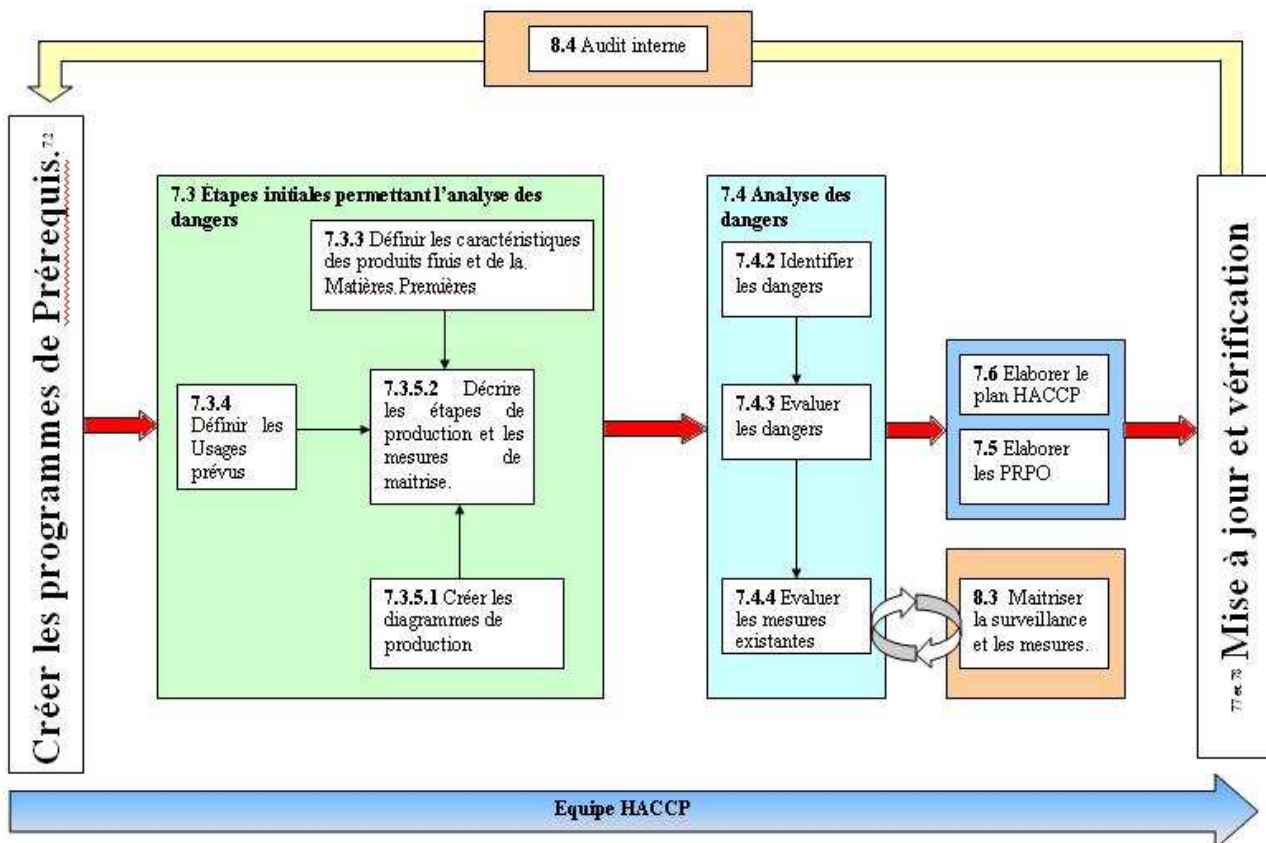 8.4 Audit interne
Créer les programmes de Prérequis.7.2
7.3 Etapes initiales permettant l'analyse des
dangers
7.3.3 Définir les caractéristiques
des produits finis et de la
Matières.Premières
7.3.4
Définir les
Usages
prévus
7.3.5.2 Décrire
les étapes de
production et les
mesures de
maitrise.
7.3.5.1 Créer les
diagrammes de
production
7.4 Analyse des
dangers
7.4.2 Identifier
les dangers
7.4.3 Evaluer
les dangers
7.4.4 Evaluer
les mesures
existantes
7.6 Elaborer le
plan HACCP
7.5 Elaborer
les PRPO
8.3 Maitriser
la surveillance
et les mesures.
77 et 78 Mise à jour et vérification
Equipe HACCP